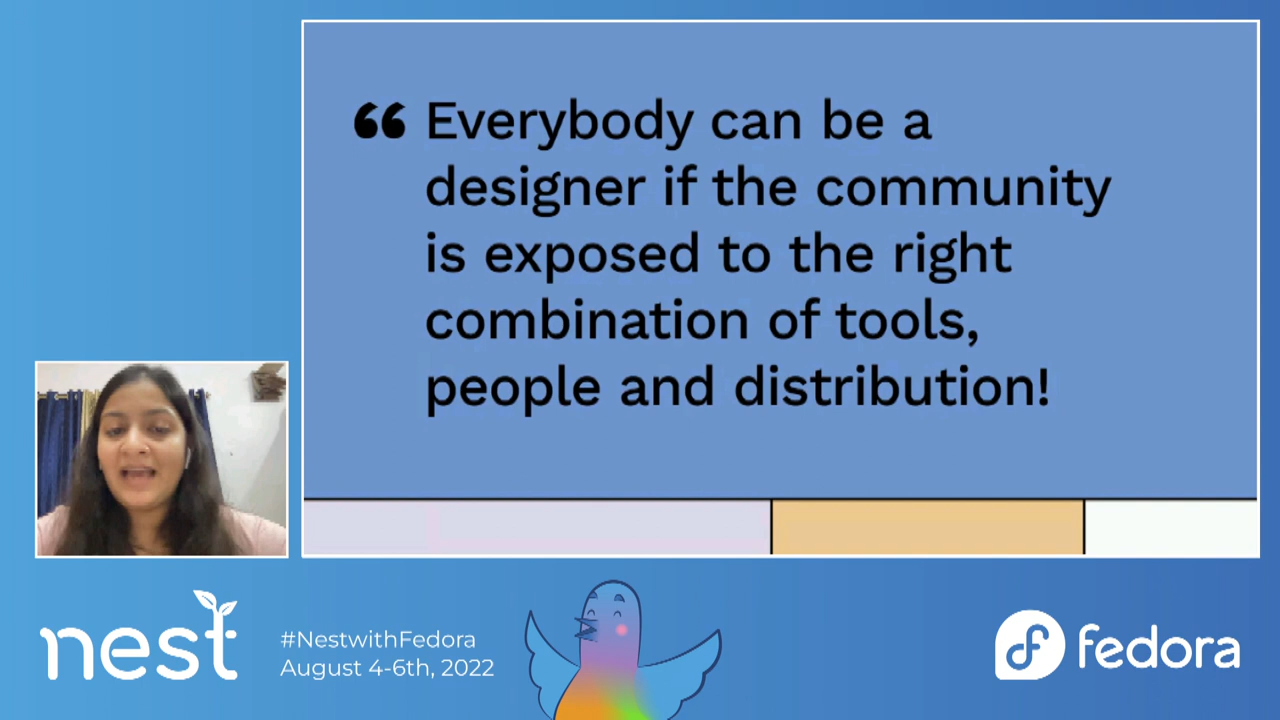 “ Everybody can be a
designer if the community
is exposed to the right
combination of tools,
people and distribution!
nest
#NestwithFedora
August 4-6th, 2022
fedora